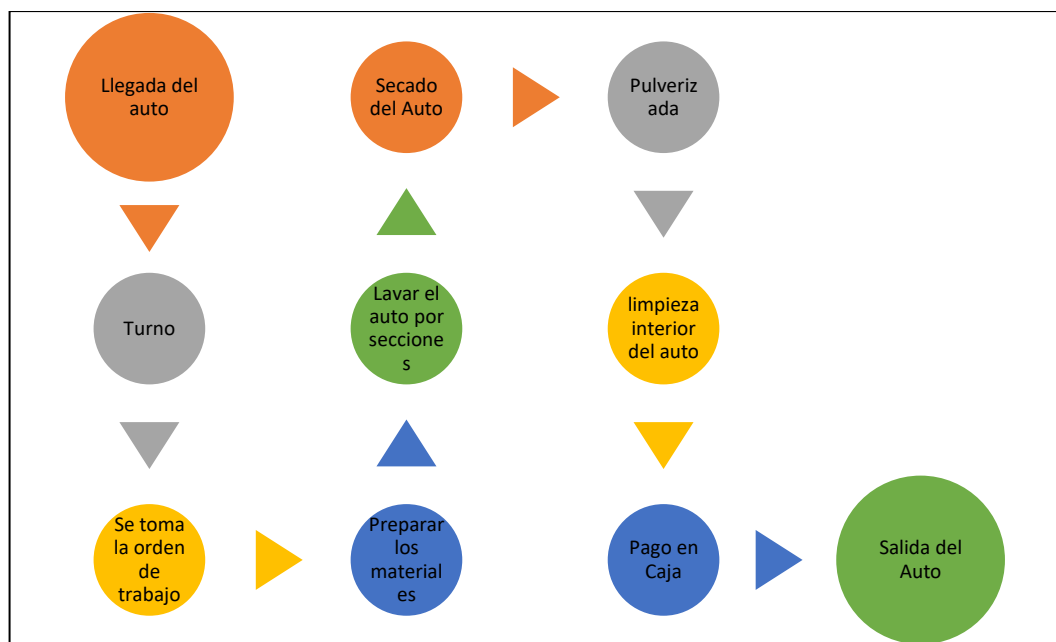 Llegada del
auto
Turno
Se toma
la orden
de
trabajo
Preparar
los
material
es
Lavar el
auto por
seccione
s
Secado
del Auto
Pulveriz
ada
limpieza
interior
del auto
Pago en
Caja
Salida del
Auto